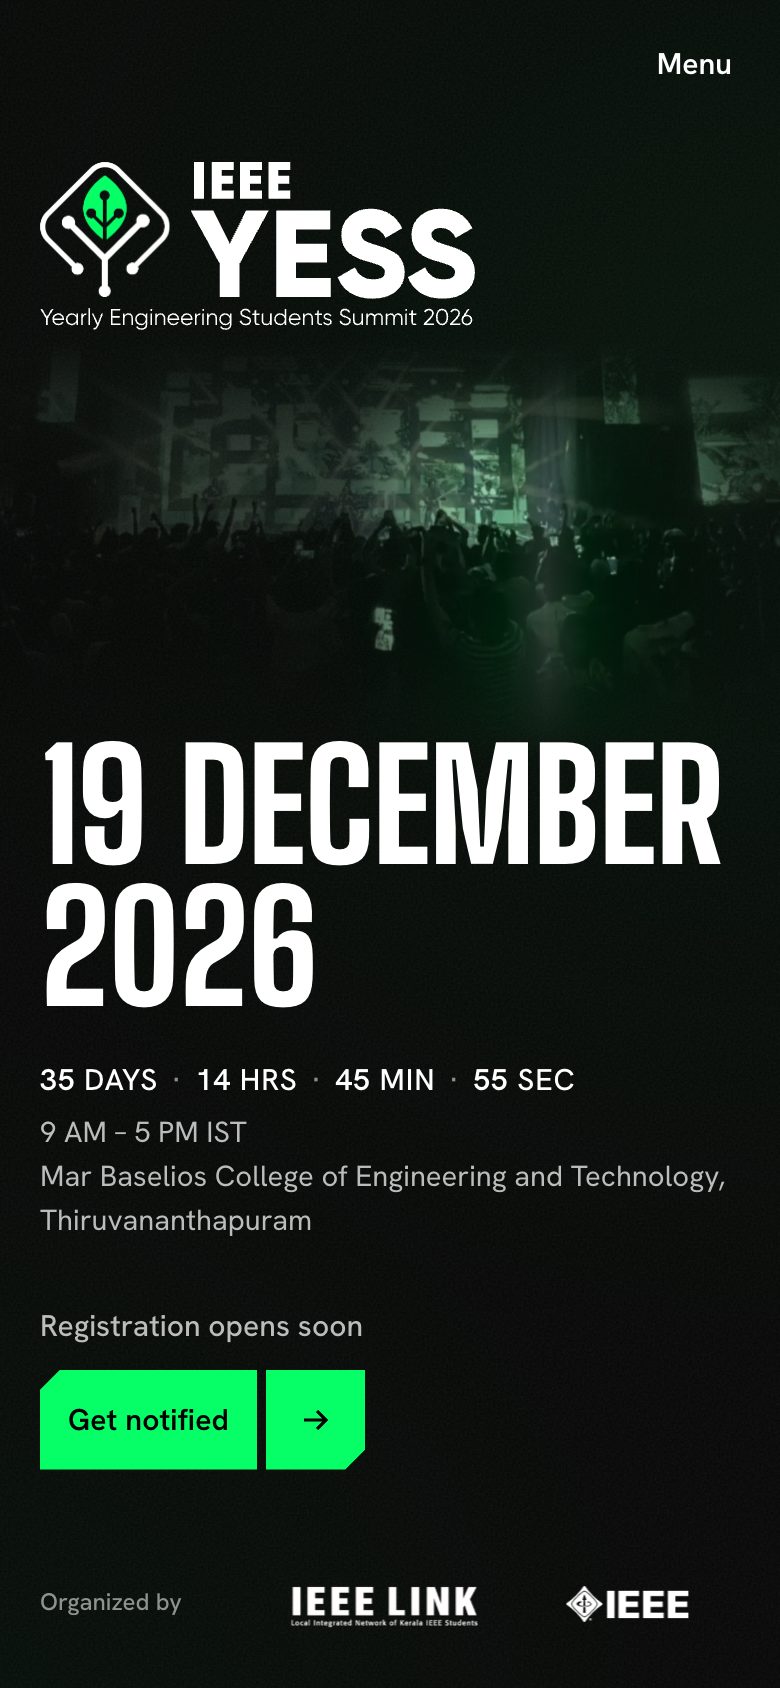 Menu
IEEE
YESS
Yearly Engineering Students Summit 2026
19 DECEMBER
2026
35 DAYS · 14 HRS · 45 MIN · 55 SEC
9 AM – 5 PM IST
Mar Baselios College of Engineering and Technology,
Thiruvananthapuram
Registration opens soon
Get notified →
Organized by IEEE LINK IEEE
Local Integrated Network of Kerala IEEE Students